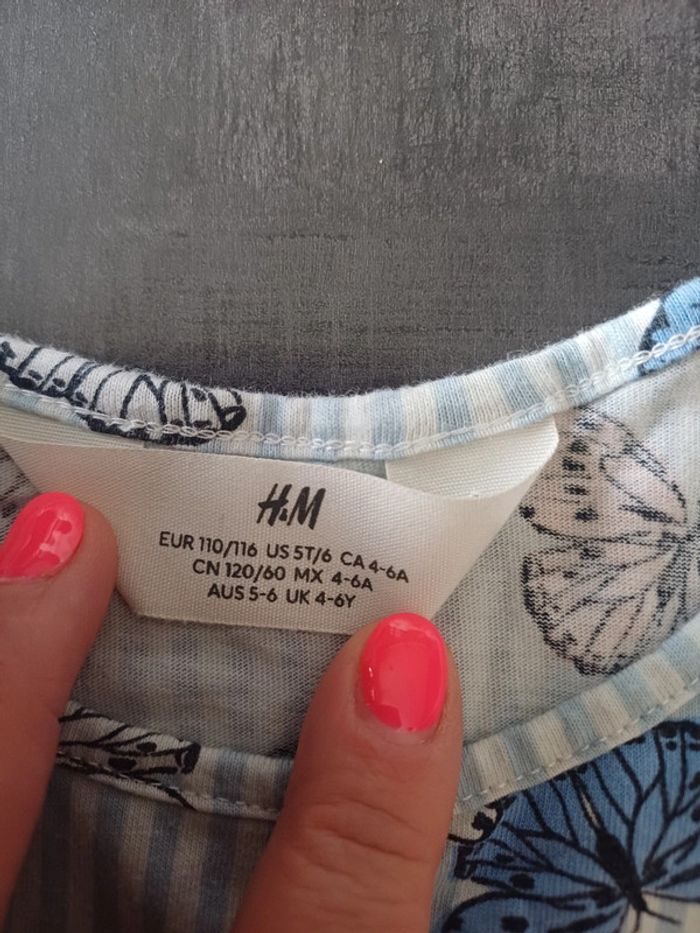 H&M
EUR 110/116 US 5T/6 CA 4-6A
CN 120/60 MX 4-6A
AUS 5-6 UK 4-6Y